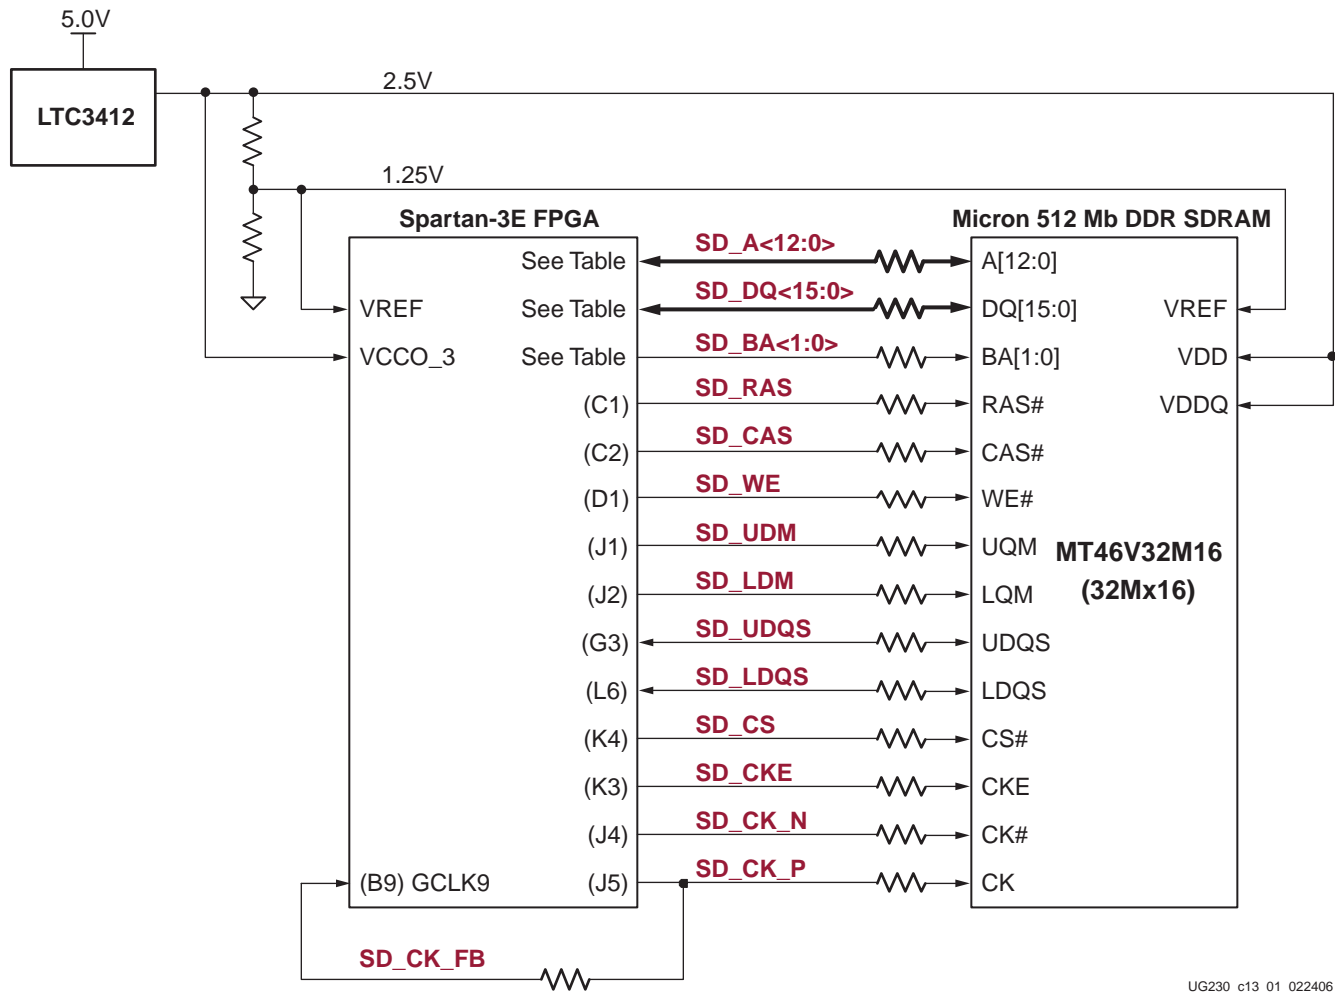 5.0V
LTC3412
2.5V
1.25V
Spartan-3E FPGA
Micron 512 Mb DDR SDRAM
See Table
SD_A<12:0>
A[12:0]
VREF
See Table
SD_DQ<15:0>
DQ[15:0]
VREF
VCCO_3
See Table
SD_BA<1:0>
BA[1:0]
VDD
(C1)
SD_RAS
RAS#
VDDQ
(C2)
SD_CAS
CAS#
(D1)
SD_WE
WE#
(J1)
SD_UDM
UQM
MT46V32M16
(32Mx16)
(J2)
SD_LDM
LQM
(G3)
SD_UDQS
UDQS
(L6)
SD_LDQS
LDQS
(K4)
SD_CS
CS#
(K3)
SD_CKE
CKE
(J4)
SD_CK_N
CK#
(B9) GCLK9
(J5)
SD_CK_P
CK
SD_CK_FB
UG230_c13_01_022406